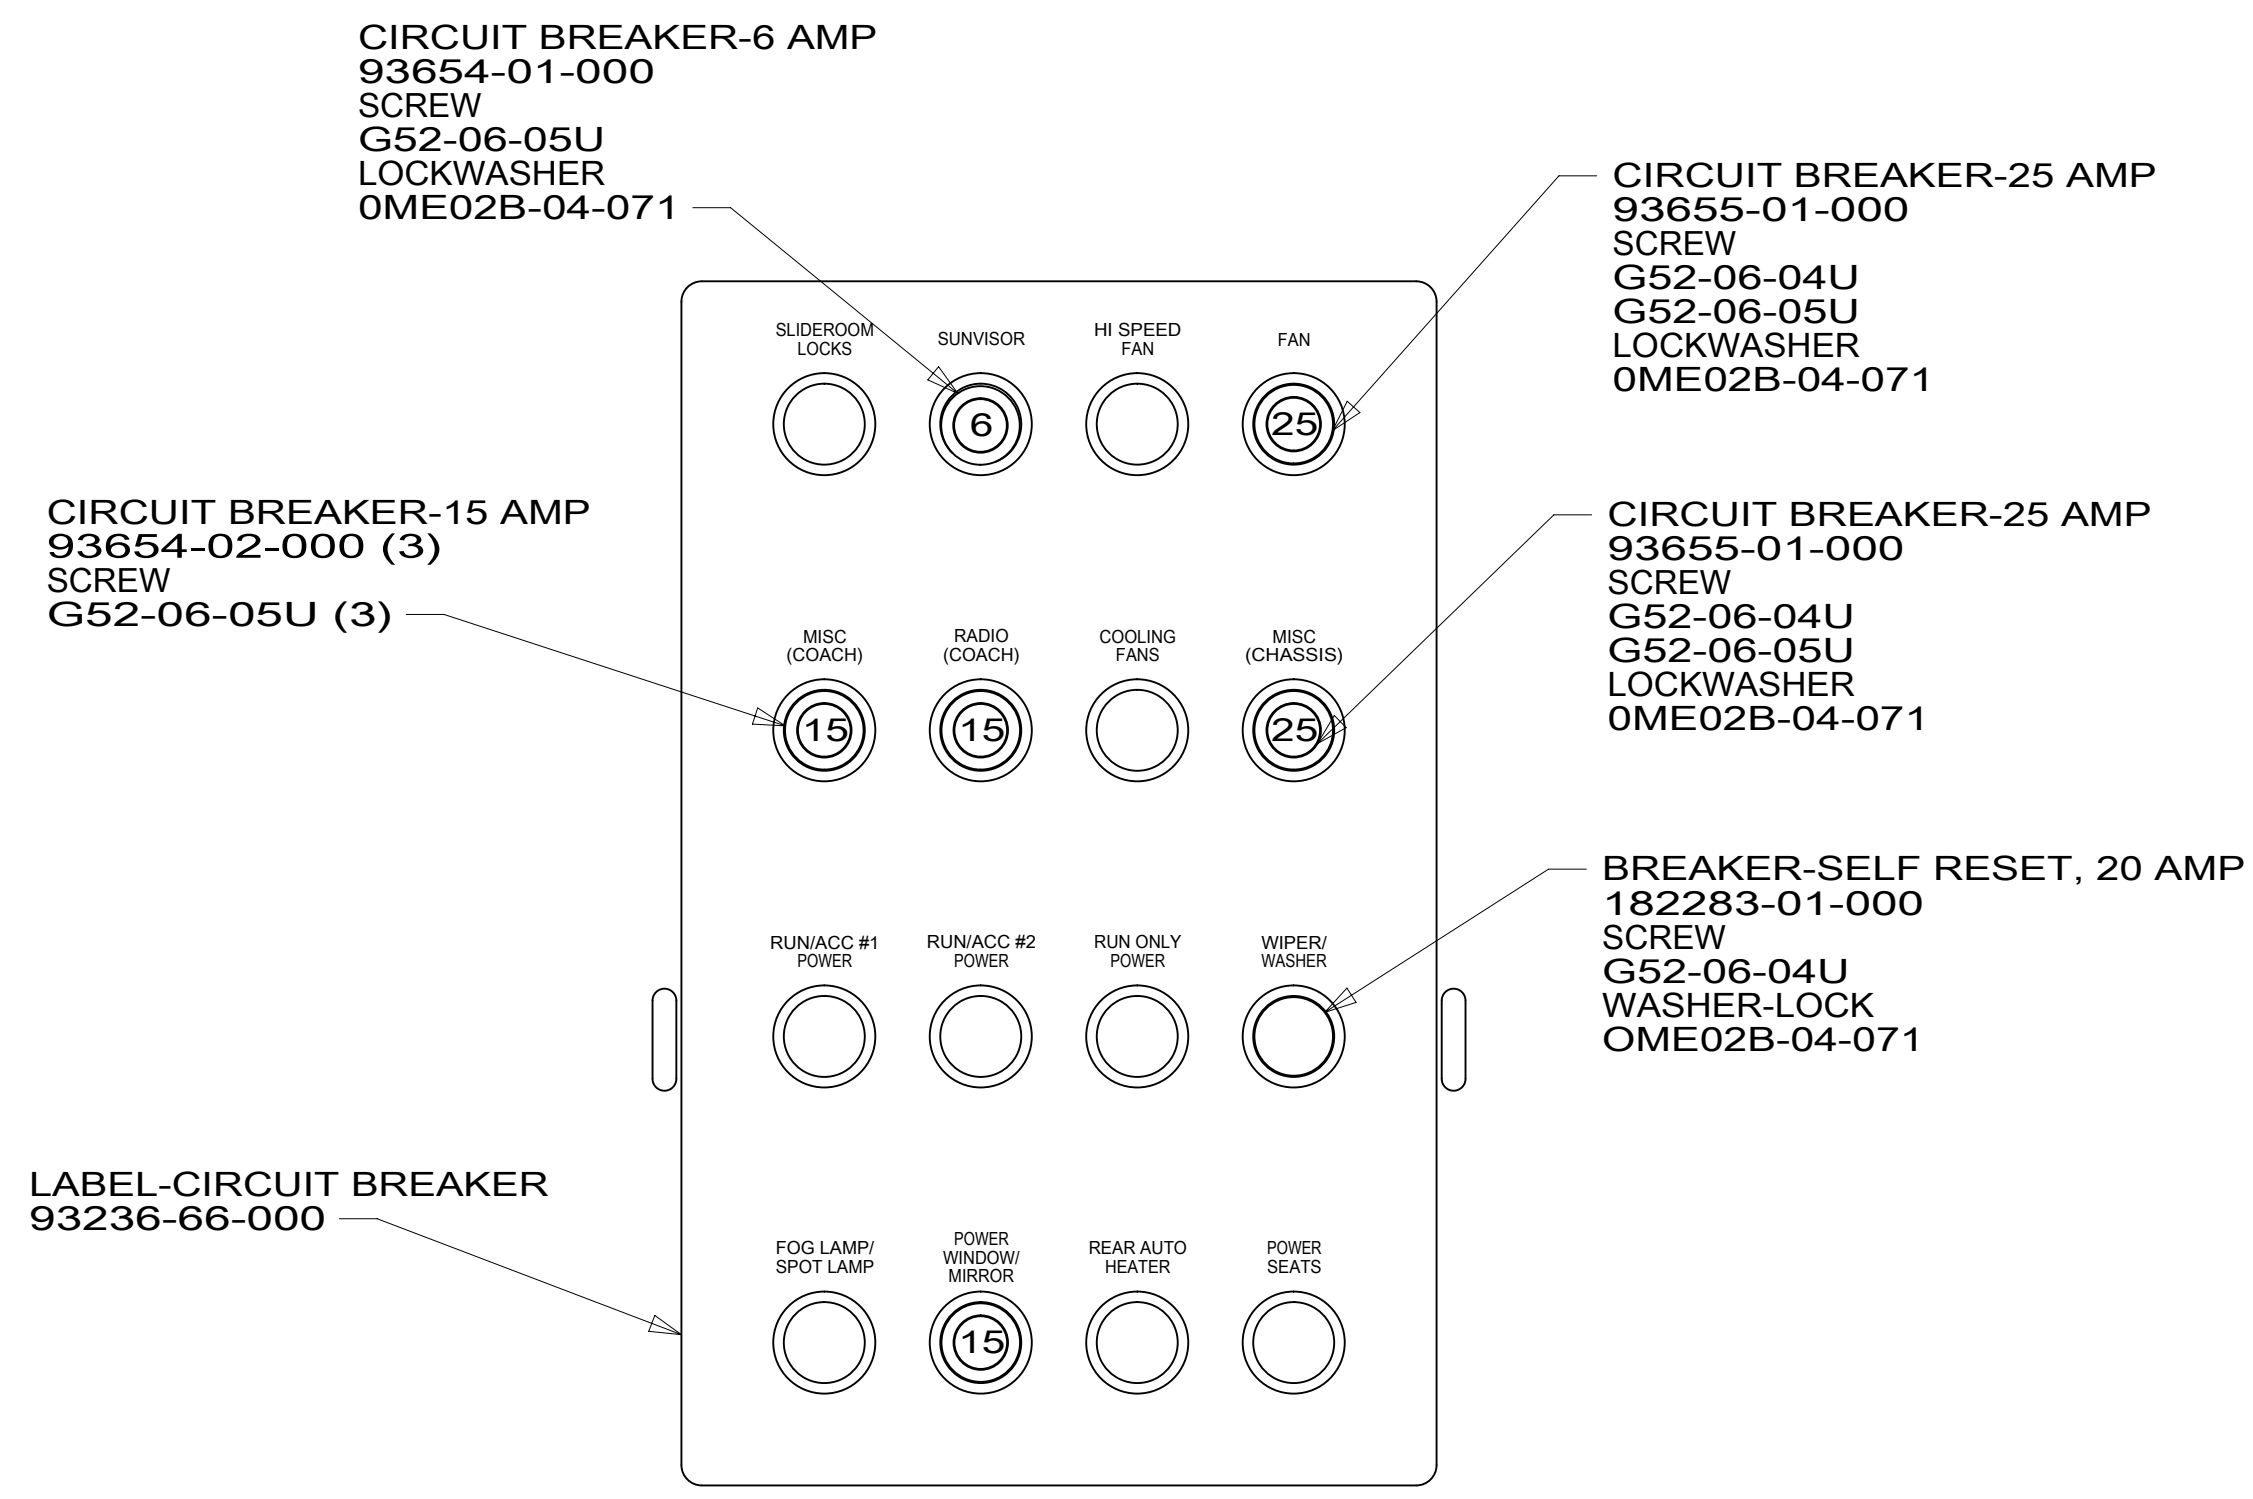 CIRCUIT BREAKER-6 AMP
93654-01-000
SCREW
G52-06-05U
LOCKWASHER
0ME02B-04-071
CIRCUIT BREAKER-25 AMP
93655-01-000
SCREW
G52-06-04U
G52-06-05U
LOCKWASHER
0ME02B-04-071
SLIDEROOM
LOCKS
SUNVISOR
HI SPEED
FAN
FAN
6
25
CIRCUIT BREAKER-15 AMP
93654-02-000 (3)
SCREW
G52-06-05U (3)
CIRCUIT BREAKER-25 AMP
93655-01-000
SCREW
G52-06-04U
G52-06-05U
LOCKWASHER
0ME02B-04-071
MISC
(COACH)
RADIO
(COACH)
COOLING
FANS
MISC
(CHASSIS)
15
15
25
BREAKER-SELF RESET, 20 AMP
182283-01-000
SCREW
G52-06-04U
WASHER-LOCK
OME02B-04-071
RUN/ACC #1
POWER
RUN/ACC #2
POWER
RUN ONLY
POWER
WIPER/
WASHER
LABEL-CIRCUIT BREAKER
93236-66-000
FOG LAMP/
SPOT LAMP
POWER
WINDOW/
MIRROR
REAR AUTO
HEATER
POWER
SEATS
15